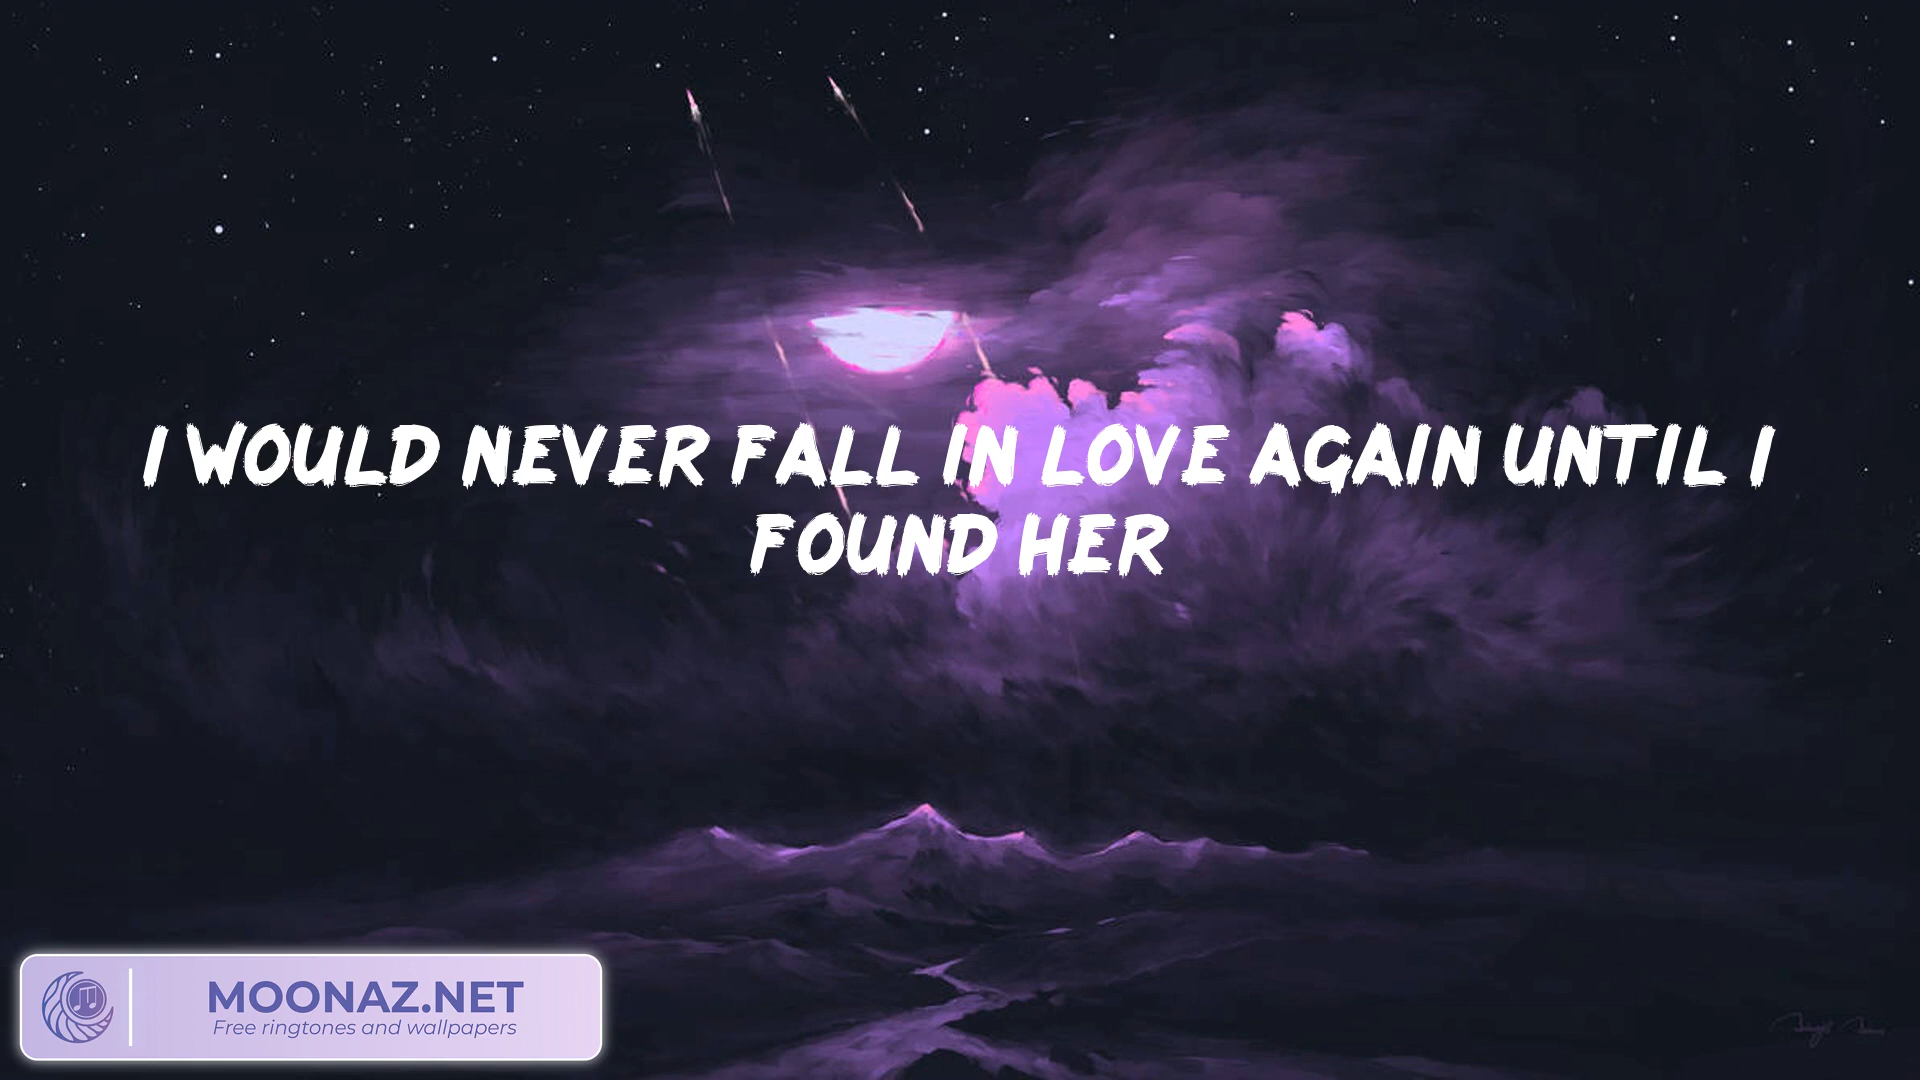 I WOULD NEVER FALL IN LOVE AGAIN UNTIL I
FOUND HER
MOONAZ.NET
Free ringtones and wallpapers